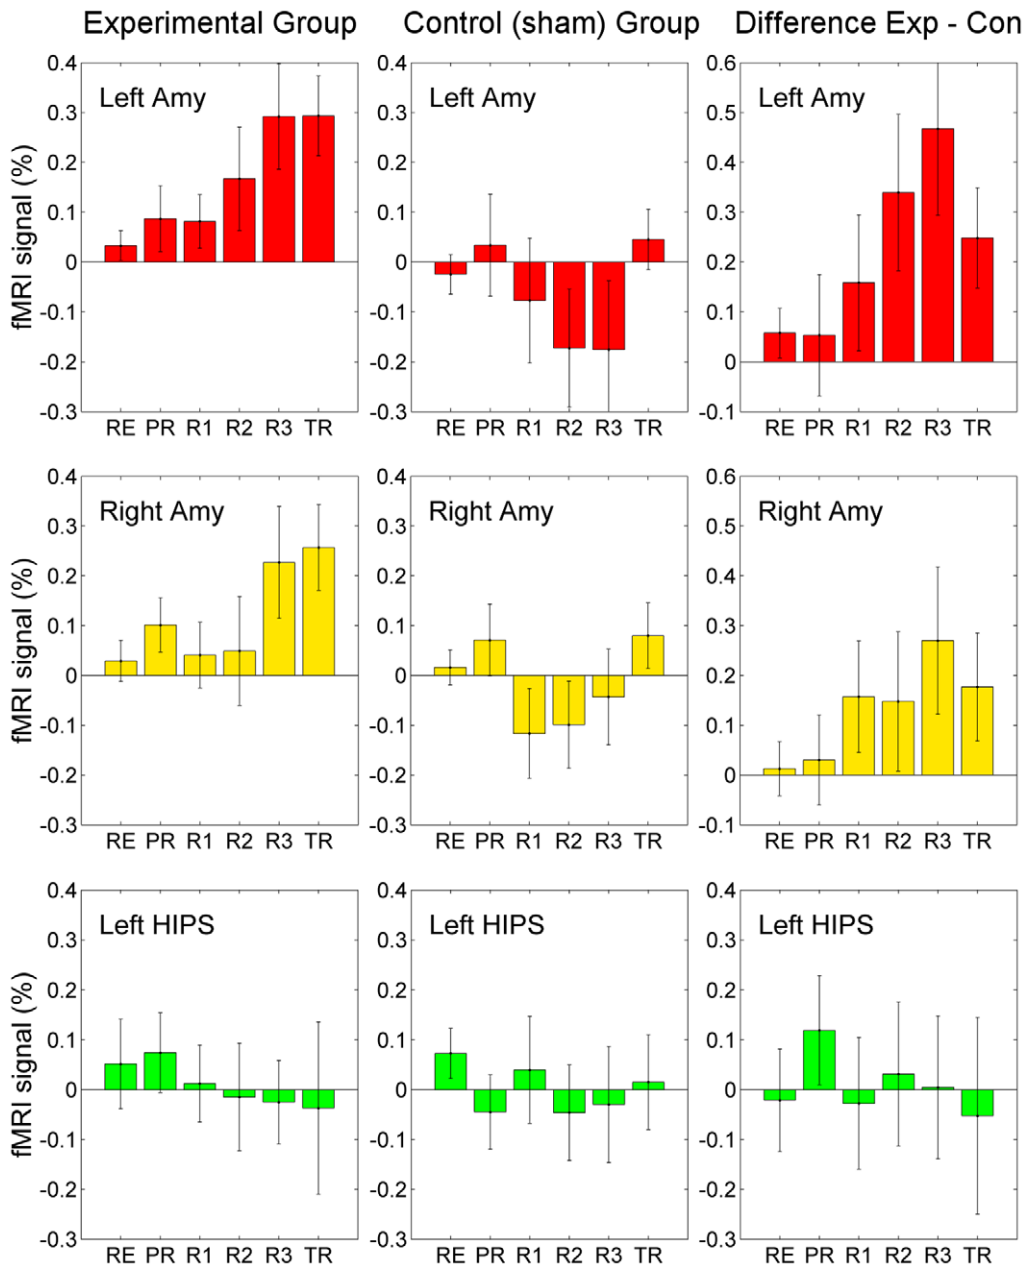 Experimental Group Control (sham) Group Difference Exp - Con
0.4 0.4 0.6
Left Amy Left Amy Left Amy
0.3 0.3 0.5
0.2 0.2 0.4
0.1 0.1 0.3
0 0 0.2
-0.1 -0.1 0.1
-0.2 -0.2 0
-0.3 -0.3 -0.1
fMRI signal (%)
RE PR R1 R2 R3 TR RE PR R1 R2 R3 TR RE PR R1 R2 R3 TR
0.4 0.4 0.6
Right Amy Right Amy Right Amy
0.3 0.3 0.5
0.2 0.2 0.4
0.1 0.1 0.3
0 0 0.2
-0.1 -0.1 0.1
-0.2 -0.2 0
-0.3 -0.3 -0.1
fMRI signal (%)
RE PR R1 R2 R3 TR RE PR R1 R2 R3 TR RE PR R1 R2 R3 TR
0.4 0.4 0.4
Left HIPS Left HIPS Left HIPS
0.3 0.3 0.3
0.2 0.2 0.2
0.1 0.1 0.1
0 0 0
-0.1 -0.1 -0.1
-0.2 -0.2 -0.2
-0.3 -0.3 -0.3
fMRI signal (%)
RE PR R1 R2 R3 TR RE PR R1 R2 R3 TR RE PR R1 R2 R3 TR